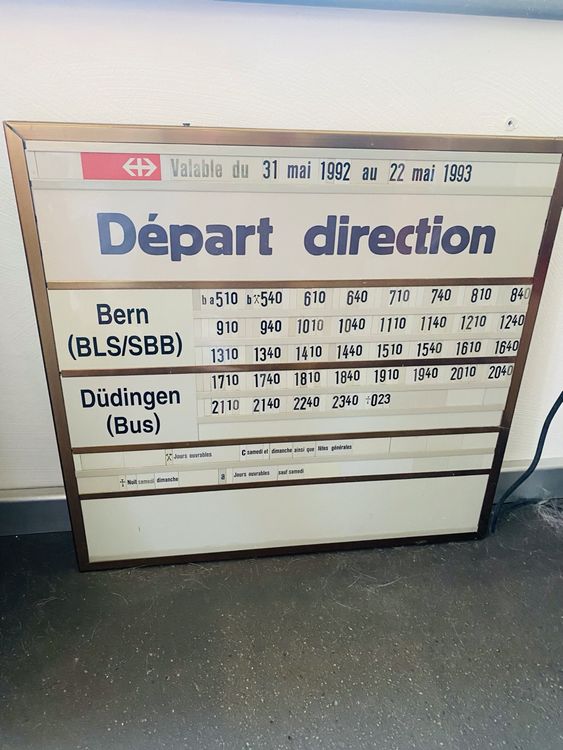 Valable du 31 mai 1992 au 22 mai 1993
Départ direction
Bern
(BLS/SBB)
b a 510 b ⚒ 540 610 640 710 740 810 840
910 940 1010 1040 1110 1140 1210 1240
1310 1340 1410 1440 1510 1540 1610 1640
Düdingen
(Bus)
1710 1740 1810 1840 1910 1940 2010 2040
2110 2140 2240 2340 ‡023
⚒ Jours ouvrables C samedi et dimanche ainsi que fêtes générales
‡ Nuit samedi dimanche a Jours ouvrables sauf samedi